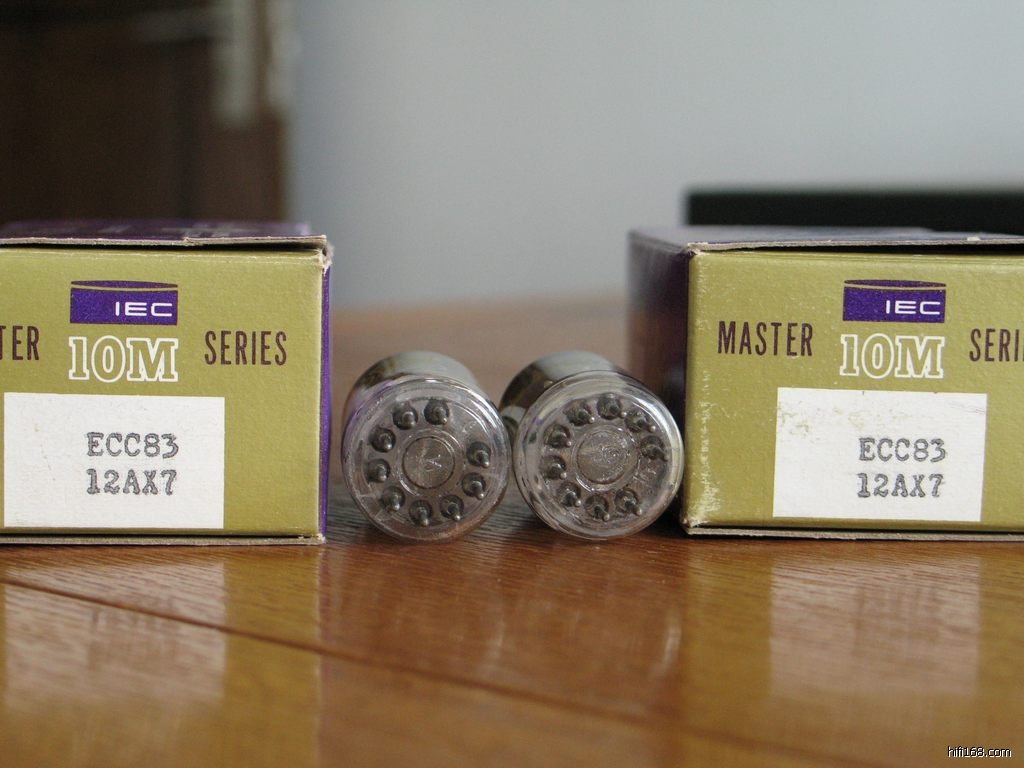 IEC
TER 10M SERIES
ECC83
12AX7
IEC
MASTER 10M SERI
ECC83
12AX7
hifi168.com